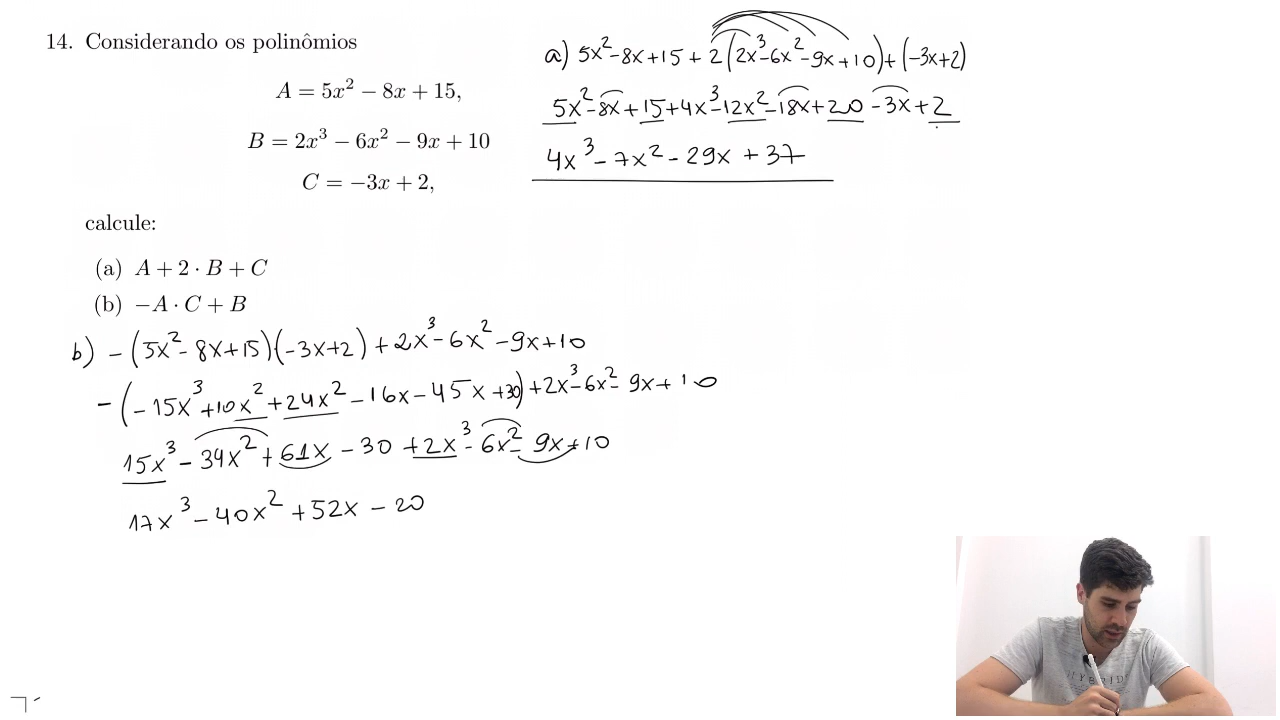 14. Considerando os polinômios
A = 5x² − 8x + 15,
B = 2x³ − 6x² − 9x + 10
C = −3x + 2,
calcule:
(a) A + 2 · B + C
(b) −A · C + B
a) 5x² − 8x + 15 + 2(2x³ − 6x² − 9x + 10) + (−3x + 2)
5x² − 8x + 15 + 4x³ − 12x² − 18x + 20 − 3x + 2
4x³ − 7x² − 29x + 37
b) − (5x² − 8x + 15)(−3x + 2) + 2x³ − 6x² − 9x + 10
− (−15x³ + 10x² + 24x² − 16x − 45x + 30) + 2x³ − 6x² − 9x + 10
15x³ − 34x² + 61x − 30 + 2x³ − 6x² − 9x + 10
17x³ − 40x² + 52x − 20
HYBRID